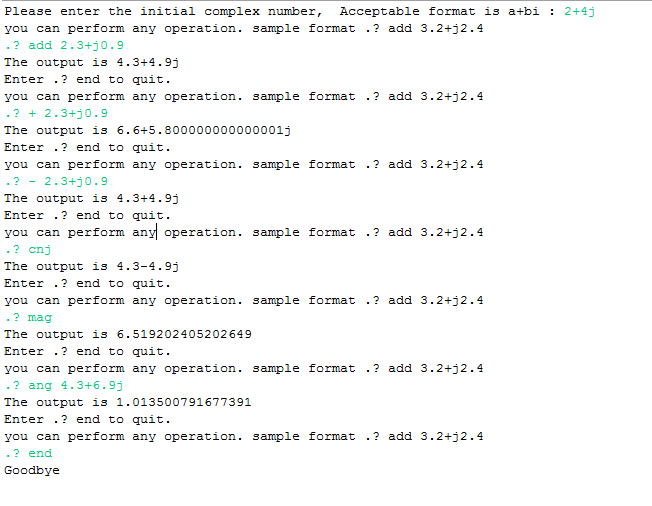 Please enter the initial complex number,  Acceptable format is a+bi : 2+4j
you can perform any operation. sample format .? add 3.2+j2.4
.? add 2.3+j0.9
The output is 4.3+4.9j
Enter .? end to quit.
you can perform any operation. sample format .? add 3.2+j2.4
.? + 2.3+j0.9
The output is 6.6+5.800000000000001j
Enter .? end to quit.
you can perform any operation. sample format .? add 3.2+j2.4
.? - 2.3+j0.9
The output is 4.3+4.9j
Enter .? end to quit.
you can perform any operation. sample format .? add 3.2+j2.4
.? cnj
The output is 4.3-4.9j
Enter .? end to quit.
you can perform any operation. sample format .? add 3.2+j2.4
.? mag
The output is 6.519202405202649
Enter .? end to quit.
you can perform any operation. sample format .? add 3.2+j2.4
.? ang 4.3+6.9j
The output is 1.013500791677391
Enter .? end to quit.
you can perform any operation. sample format .? add 3.2+j2.4
.? end
Goodbye